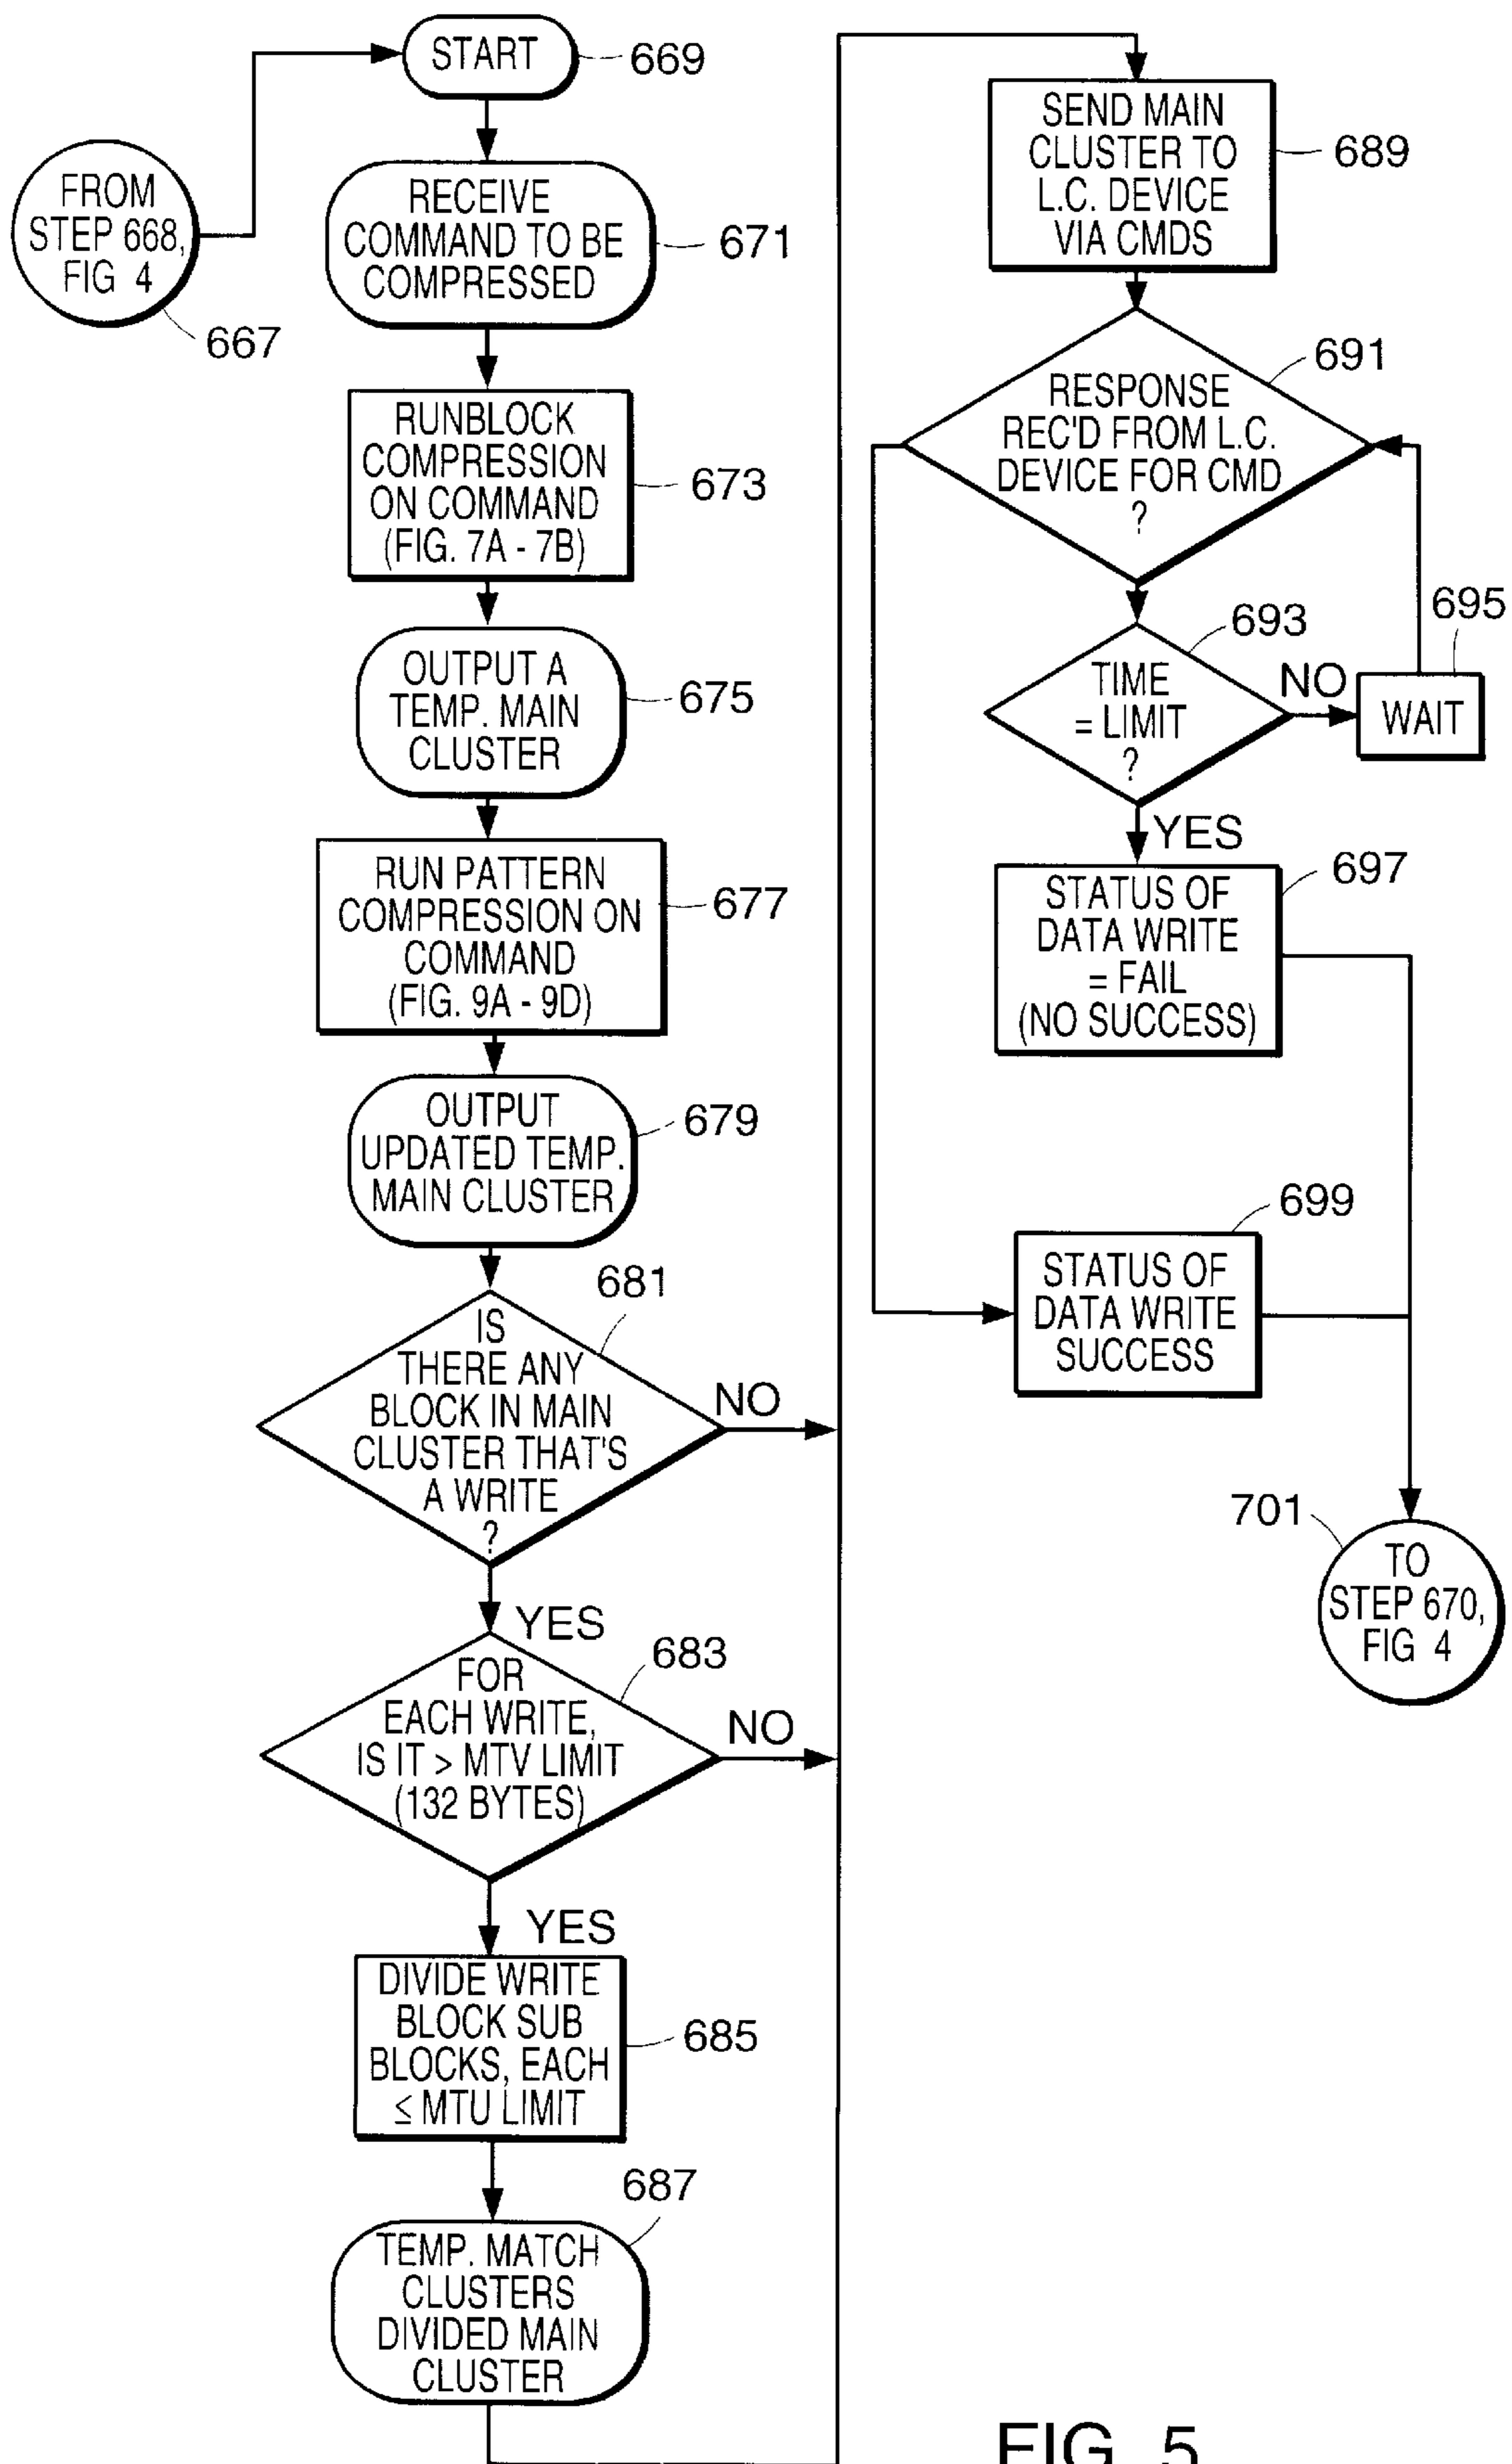 START
669
FROM
STEP 668,
FIG 4
667
RECEIVE
COMMAND TO BE
COMPRESSED
671
RUNBLOCK
COMPRESSION
ON COMMAND
(FIG. 7A - 7B)
673
OUTPUT A
TEMP. MAIN
CLUSTER
675
RUN PATTERN
COMPRESSION ON
COMMAND
(FIG. 9A - 9D)
677
OUTPUT
UPDATED TEMP.
MAIN CLUSTER
679
681
IS
THERE ANY
BLOCK IN MAIN
CLUSTER THAT'S
A WRITE
?
NO
YES
683
FOR
EACH WRITE,
IS IT > MTV LIMIT
(132 BYTES)
NO
YES
DIVIDE WRITE
BLOCK SUB
BLOCKS, EACH
≤ MTU LIMIT
685
687
TEMP. MATCH
CLUSTERS
DIVIDED MAIN
CLUSTER
SEND MAIN
CLUSTER TO
L.C. DEVICE
VIA CMDS
689
691
RESPONSE
REC'D FROM L.C.
DEVICE FOR CMD
?
693
TIME
= LIMIT
?
NO
695
WAIT
YES
697
STATUS OF
DATA WRITE
= FAIL
(NO SUCCESS)
699
STATUS OF
DATA WRITE
SUCCESS
701
TO
STEP 670,
FIG 4
FIG. 5